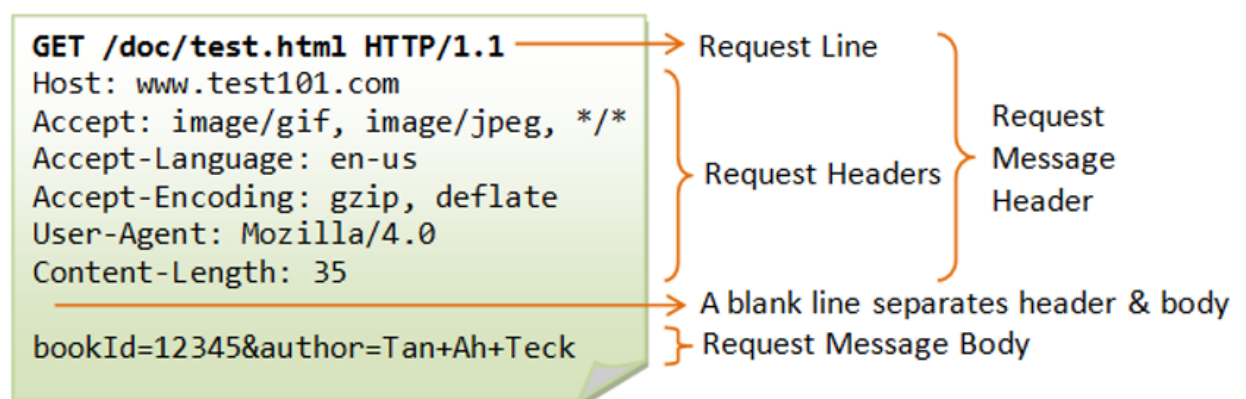 GET /doc/test.html HTTP/1.1
Host: www.test101.com
Accept: image/gif, image/jpeg, */*
Accept-Language: en-us
Accept-Encoding: gzip, deflate
User-Agent: Mozilla/4.0
Content-Length: 35
bookId=12345&author=Tan+Ah+Teck
Request Line
Request Headers
Request
Message
Header
A blank line separates header & body
Request Message Body